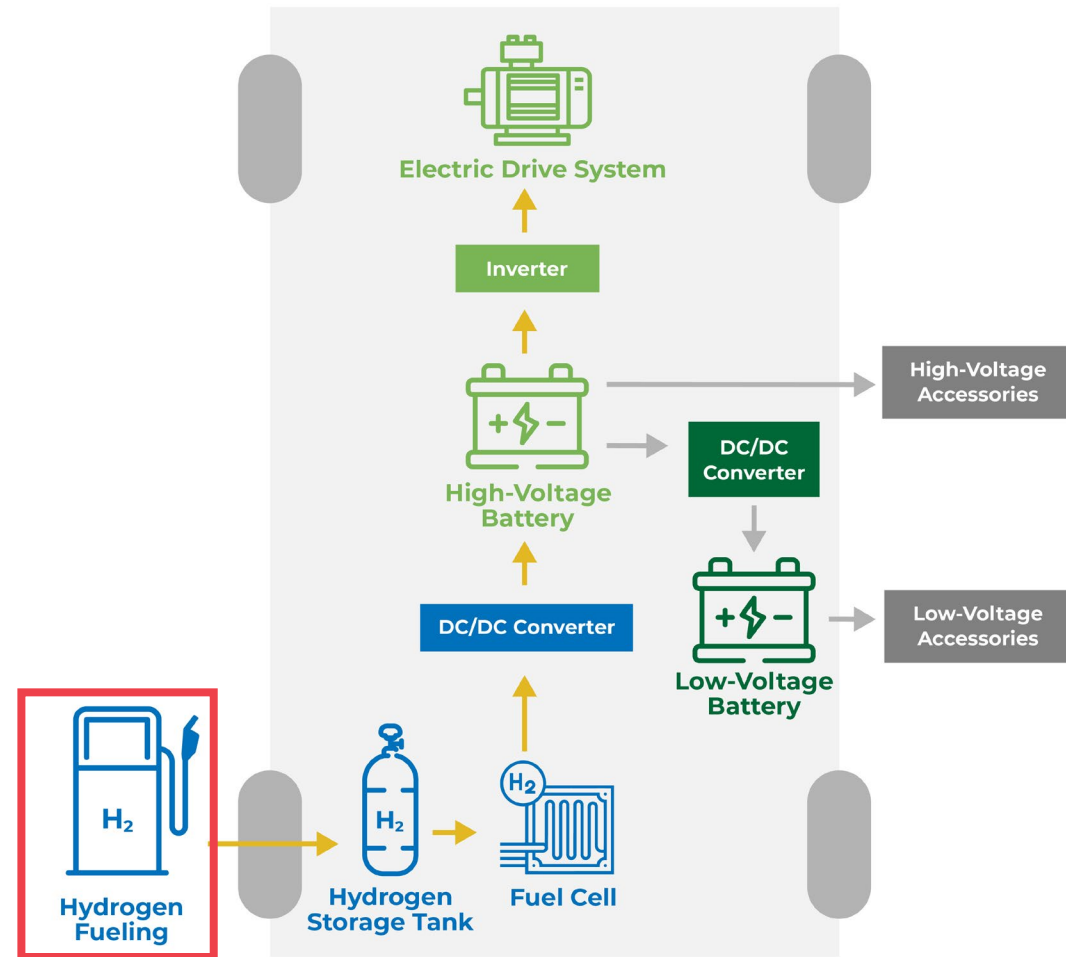 Electric Drive System
Inverter
High-Voltage
Accessories
+ -
DC/DC
Converter
High-Voltage
Battery
+ -
Low-Voltage
Accessories
DC/DC Converter
Low-Voltage
Battery
H₂
H₂
H₂
Hydrogen
Fueling
Hydrogen
Storage Tank
Fuel Cell